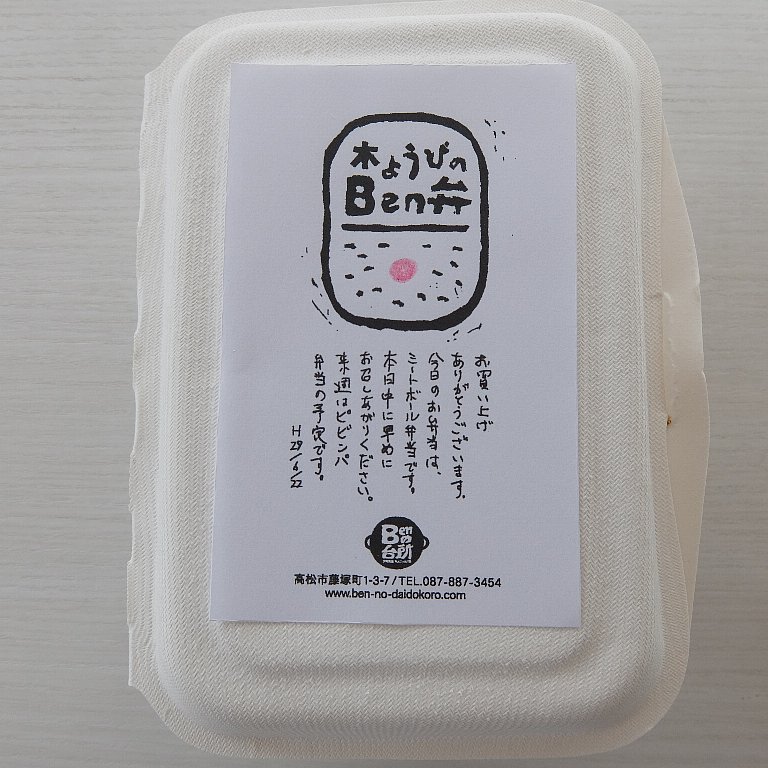 木ようびの
Ben弁
お買い上げ
ありがとうございます。
今日のお弁当は、
ミートボール弁当です。
本日中に早めに
お召しあがりください。
来週はビビンパ
弁当の予定です。
H29/6/22
Benの
台所
高松市藤塚町1-3-7/TEL.087-887-3454
www.ben-no-daidokoro.com